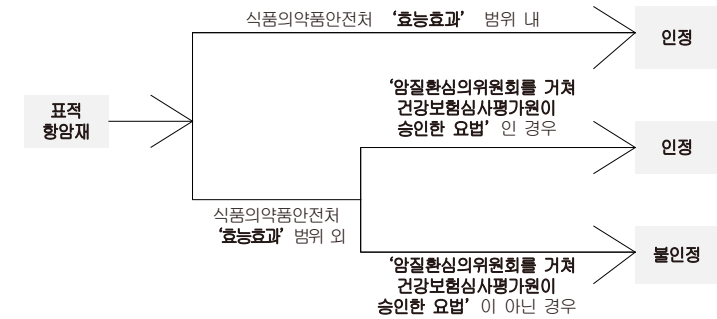 식품의약품안전처 ‘효능효과’ 범위 내
인정
‘암질환심의위원회를 거쳐
건강보험심사평가원이
승인한 요법’ 인 경우
표적
항암재
인정
식품의약품안전처
‘효능효과’ 범위 외
불인정
‘암질환심의위원회를 거쳐
건강보험심사평가원이
승인한 요법’ 이 아닌 경우